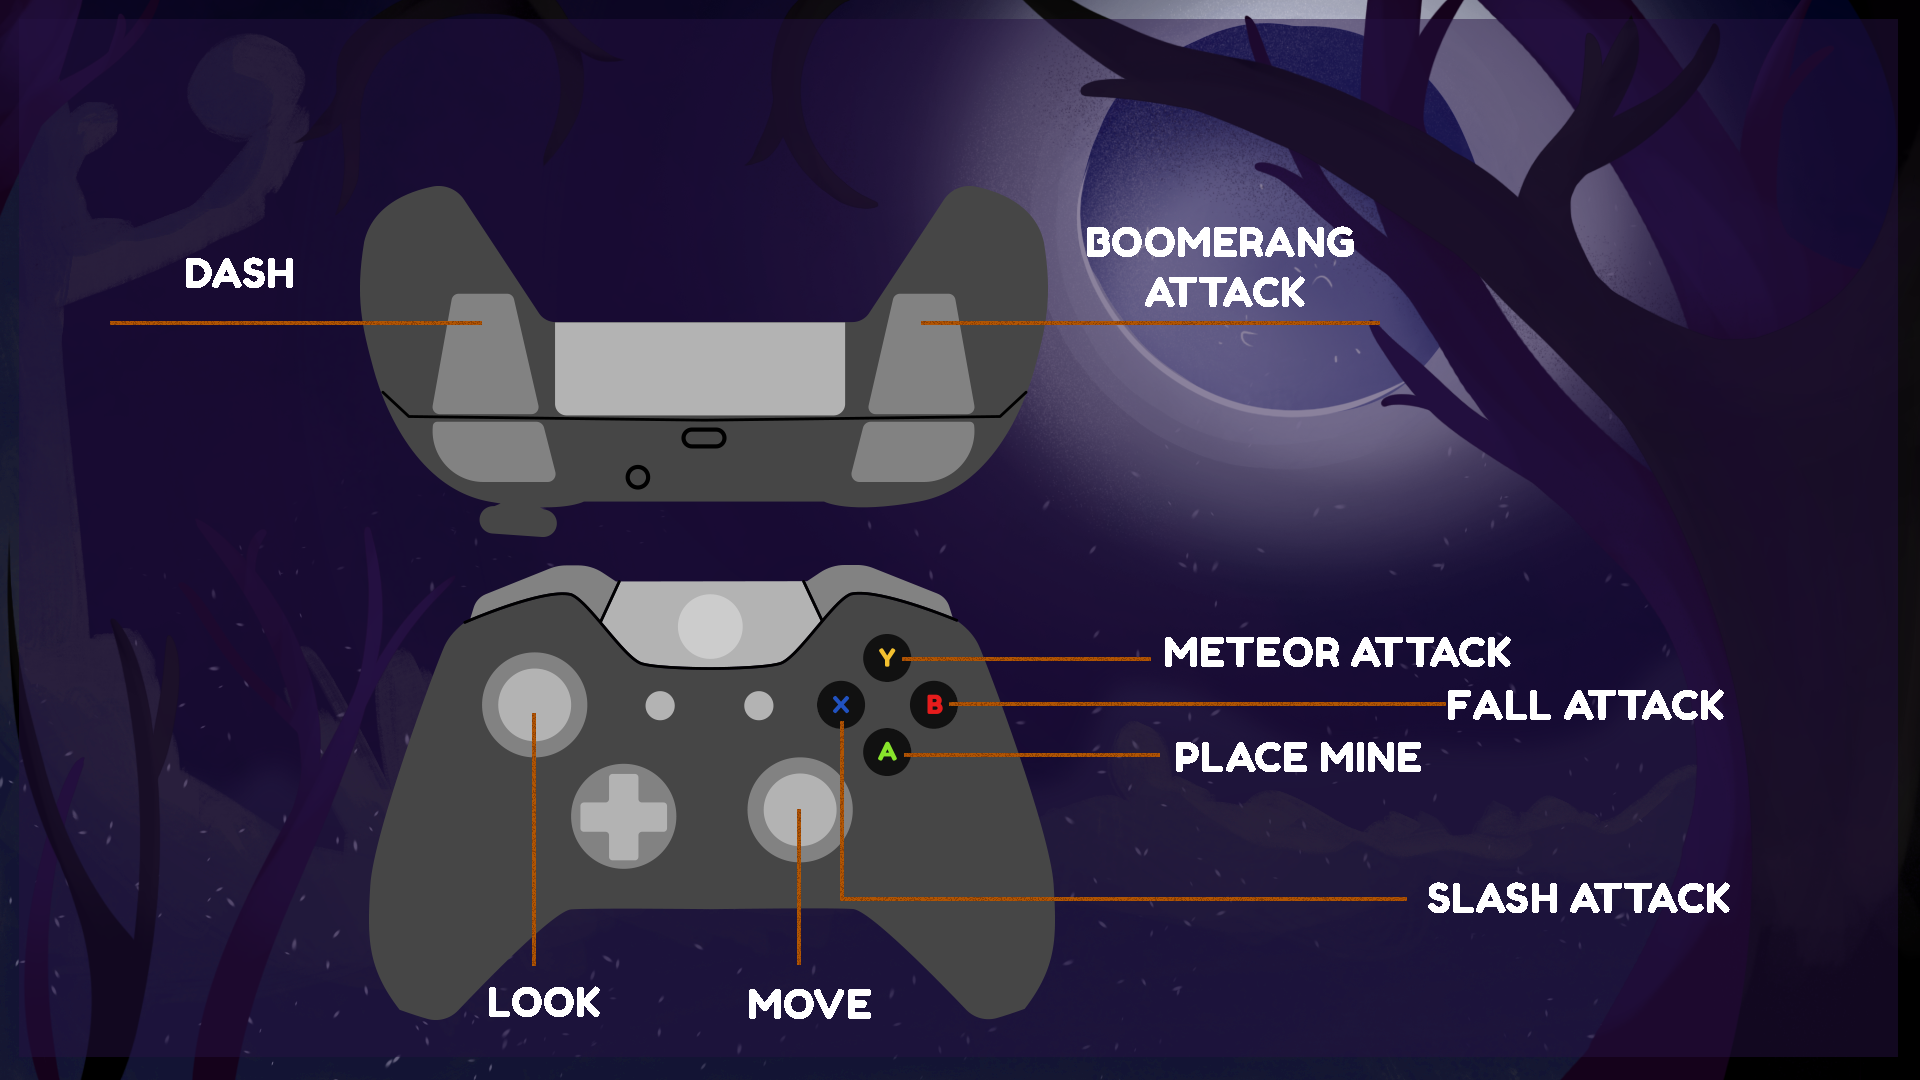 DASH
BOOMERANG
ATTACK
Y
METEOR ATTACK
X
B
FALL ATTACK
A
PLACE MINE
SLASH ATTACK
LOOK
MOVE